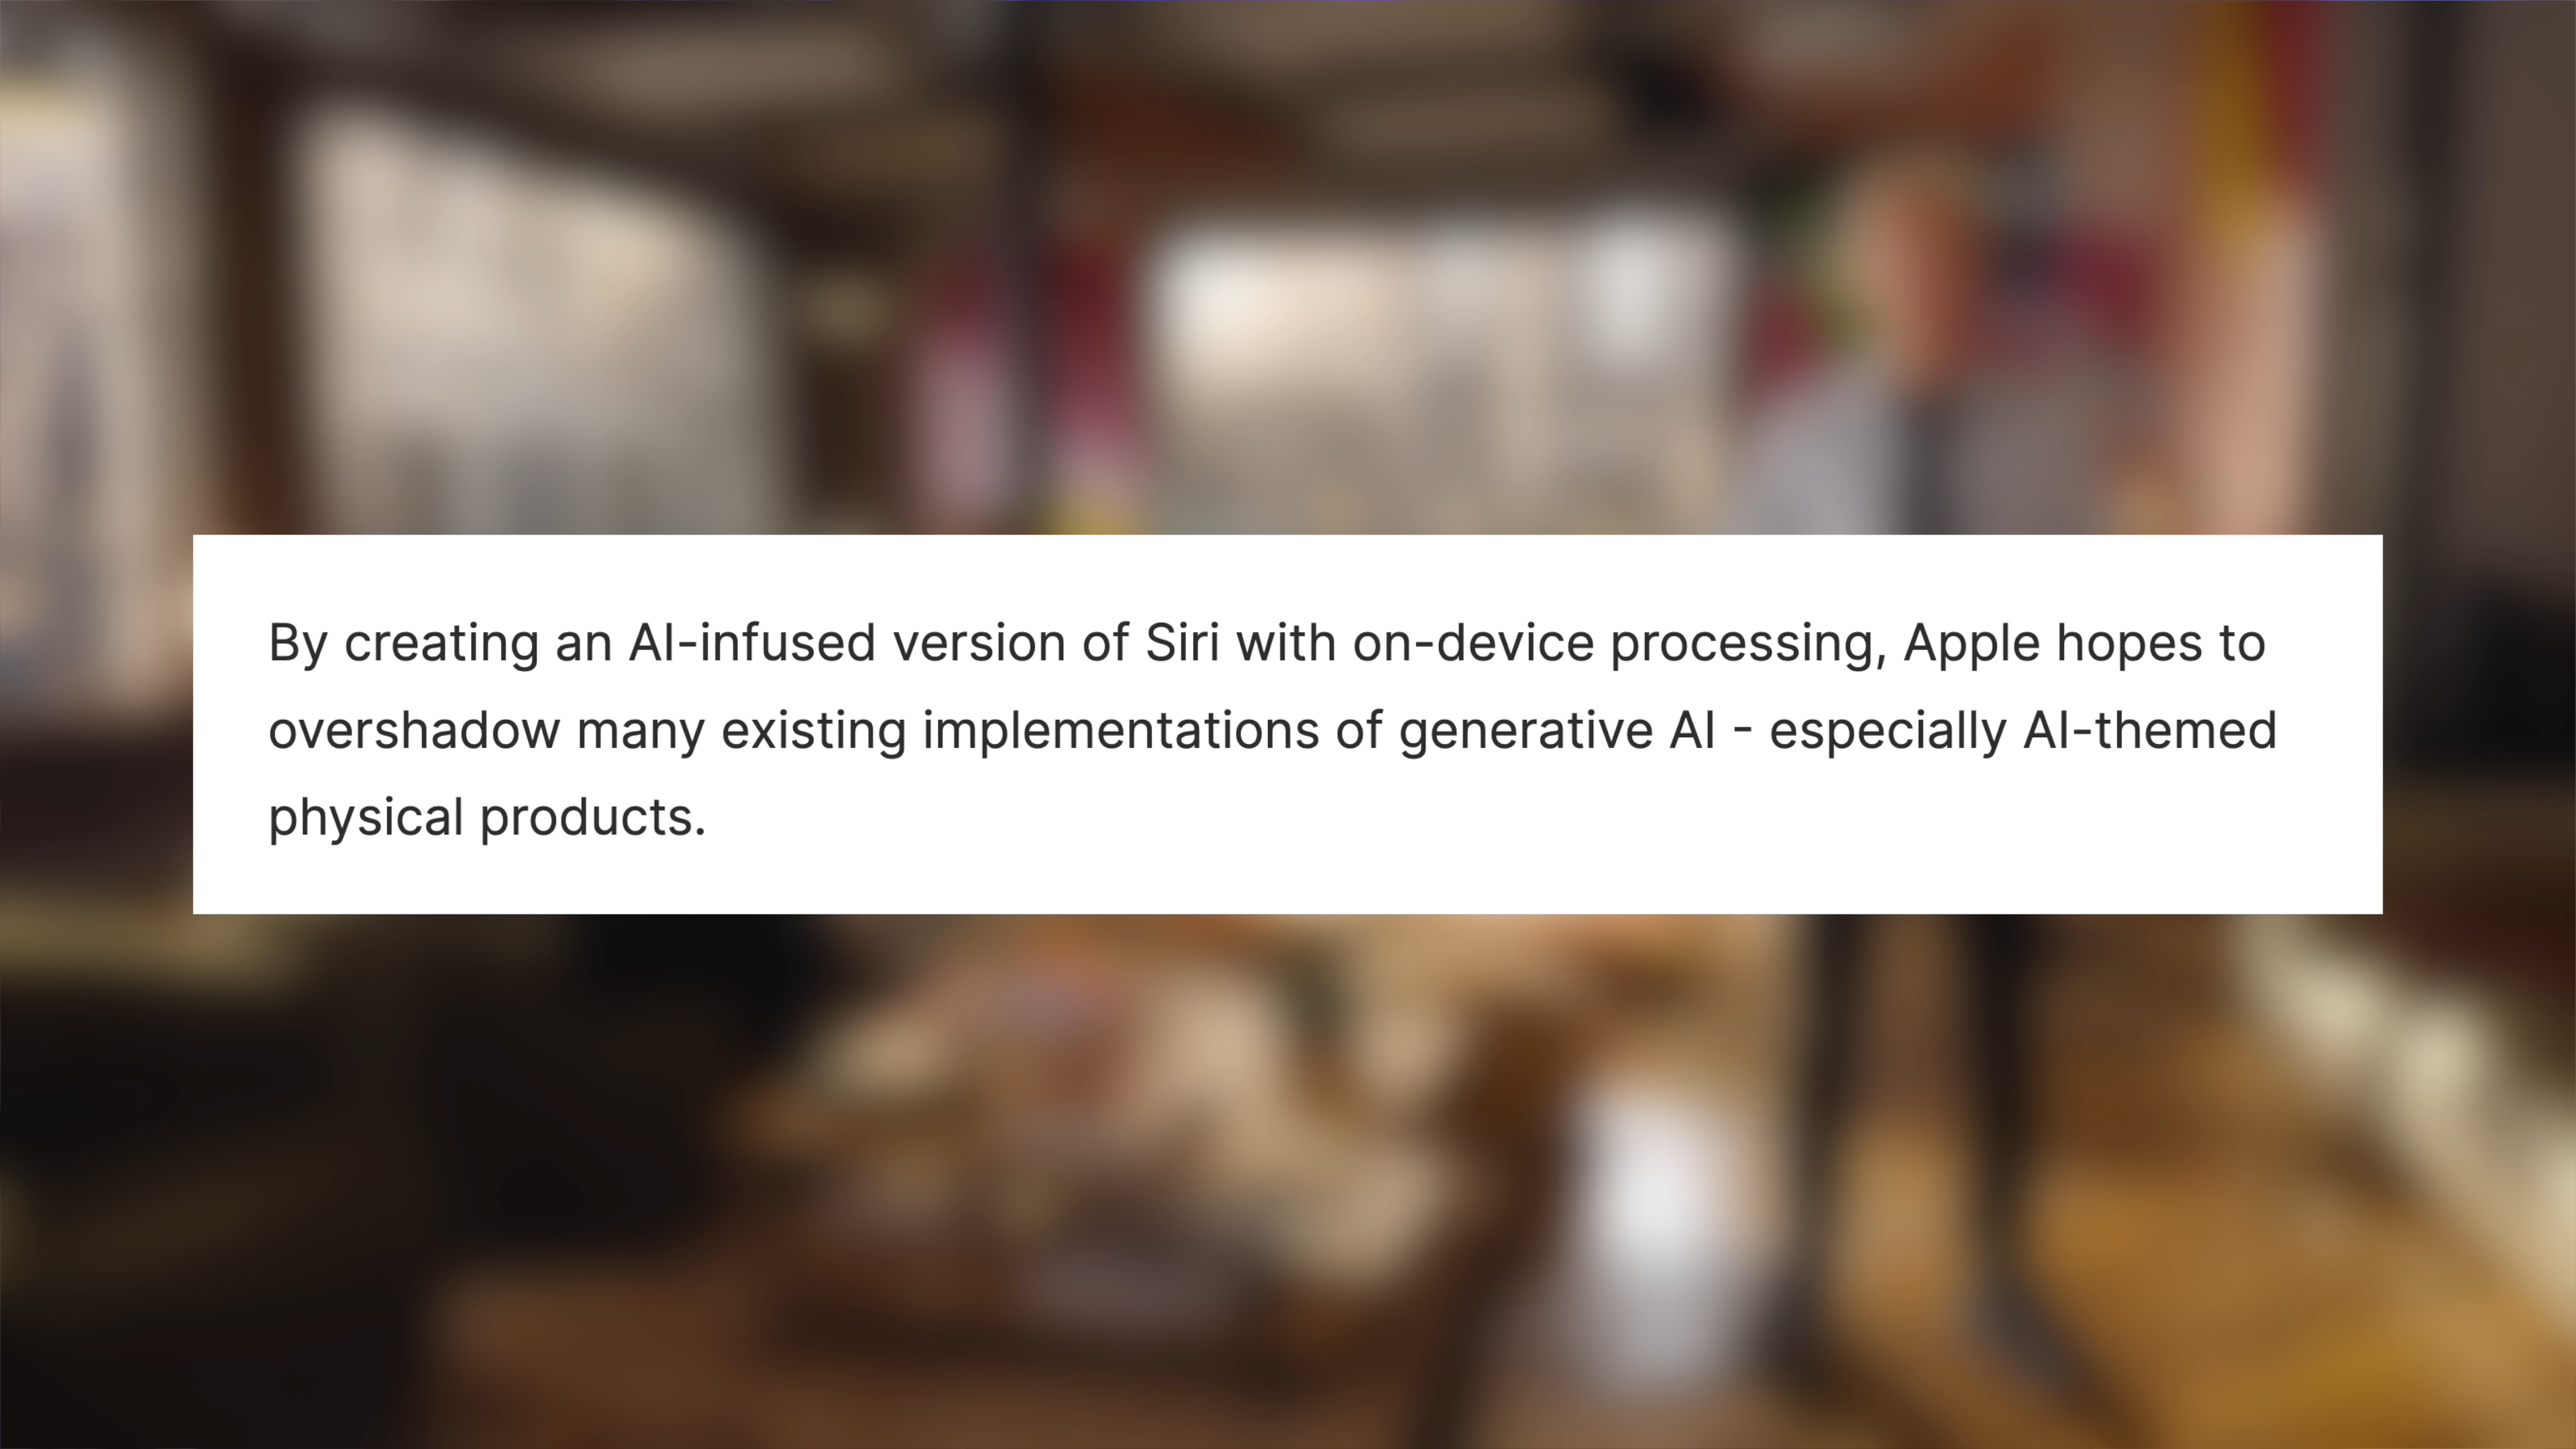 By creating an AI-infused version of Siri with on-device processing, Apple hopes to
overshadow many existing implementations of generative AI - especially AI-themed
physical products.